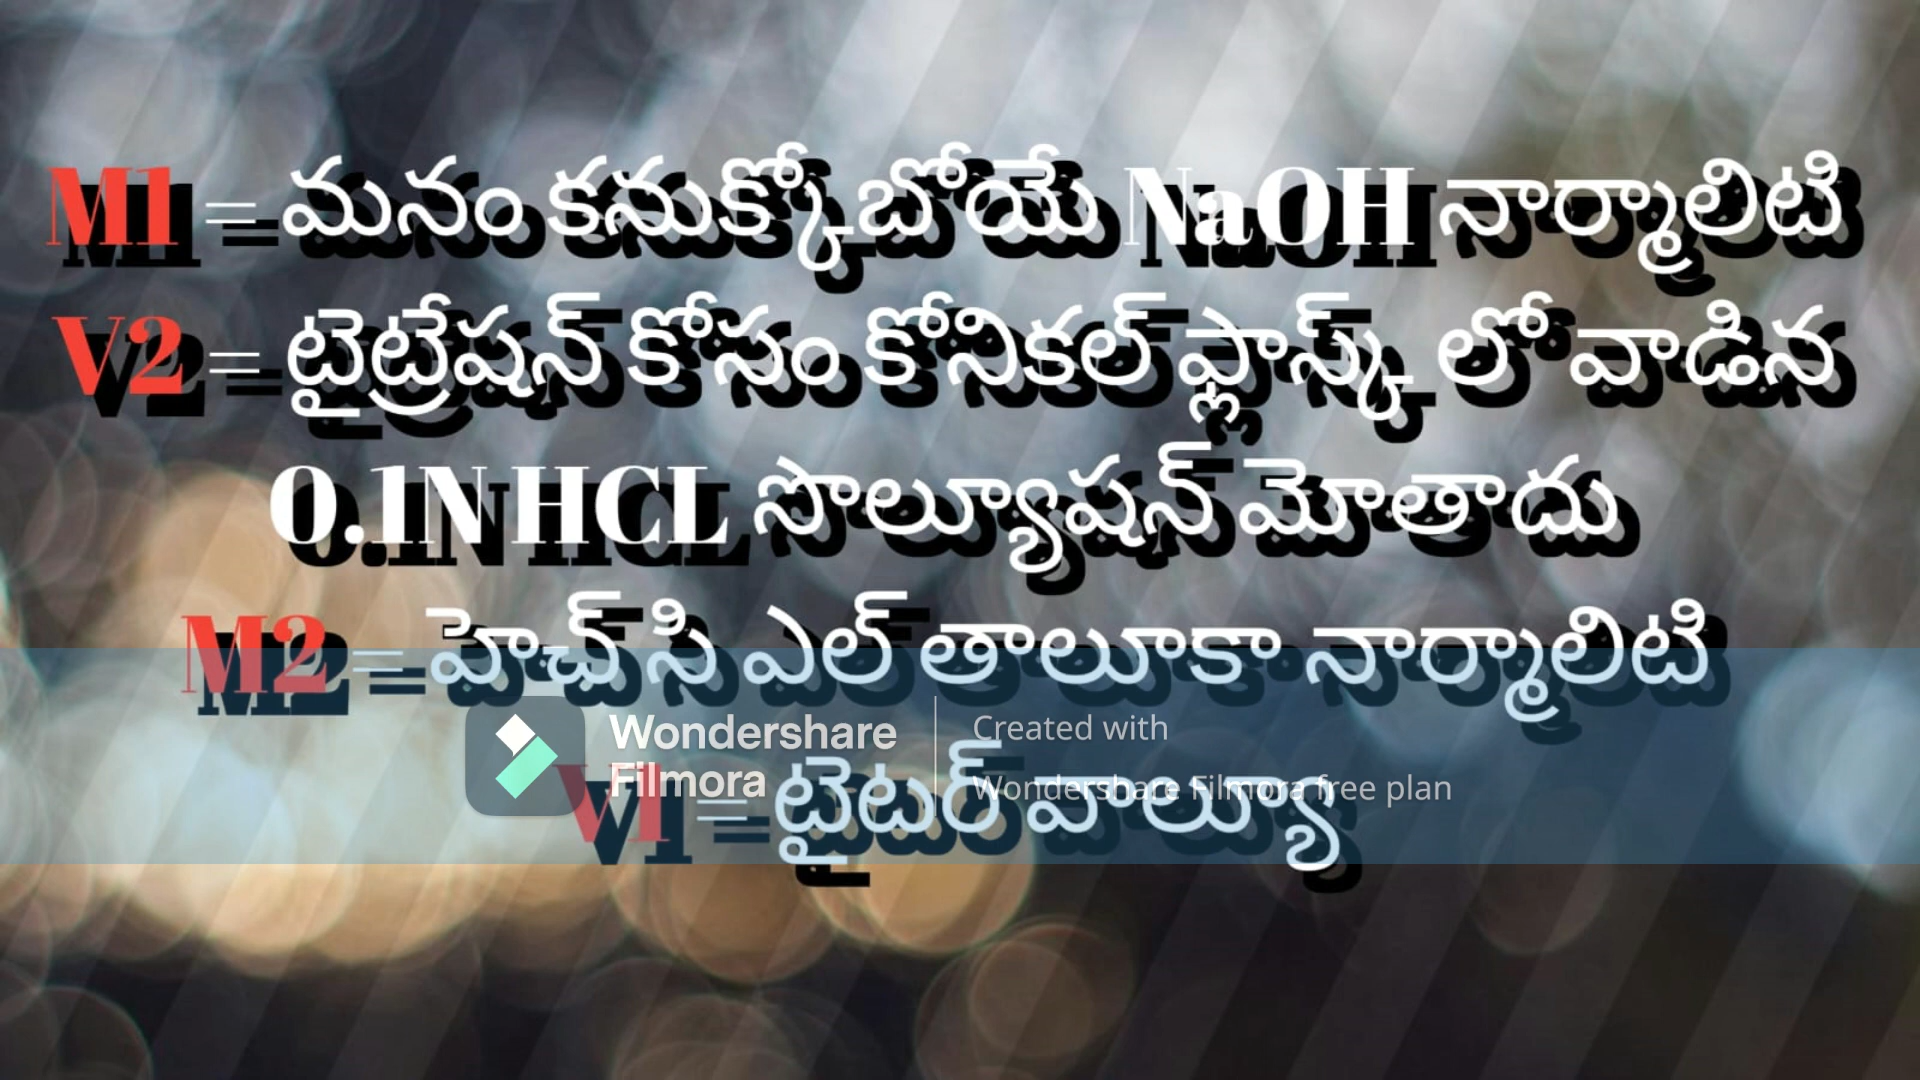 M1 = మనం కనుక్కోబోయే NaOH నార్మాలిటి
V2 = టైట్రేషన్ కోసం కోనికల్ ఫ్లాస్క్ లో వాడిన
0.1N HCL సొల్యూషన్ మోతాదు
M2 = హెచ్ సి ఎల్ తాలూకా నార్మాలిటి
Wondershare
Filmora
Created with
Wondershare Filmora free plan
V1 = టైటర్ వాల్యూ